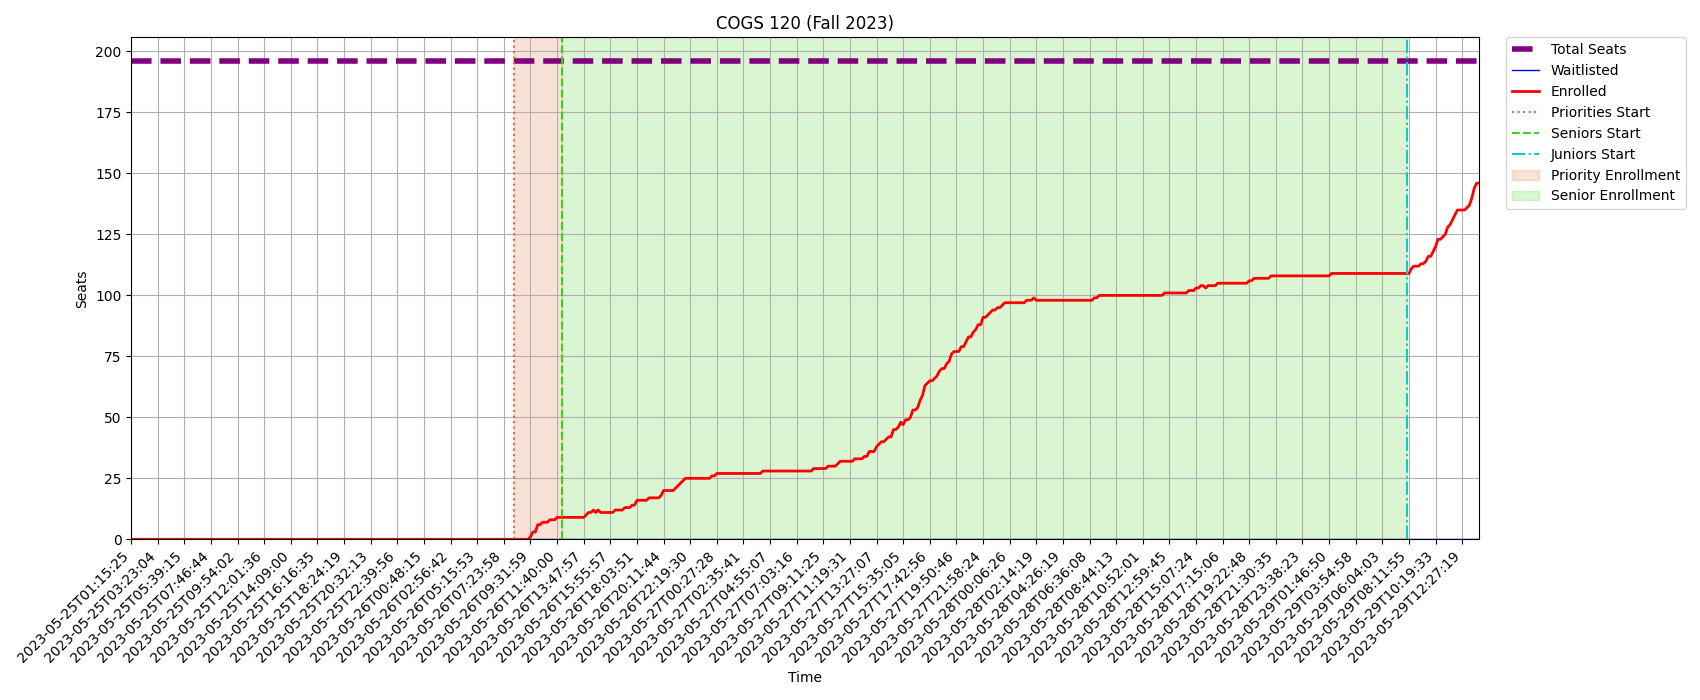 COGS 120 (Fall 2023)
200
175
150
125
100
75
50
25
0
Seats
Total Seats
Waitlisted
Enrolled
Priorities Start
Seniors Start
Juniors Start
Priority Enrollment
Senior Enrollment
2023-05-25T01:15:25
2023-05-25T03:23:04
2023-05-25T05:39:15
2023-05-25T07:46:44
2023-05-25T09:54:02
2023-05-25T12:01:36
2023-05-25T14:09:00
2023-05-25T16:16:35
2023-05-25T18:24:19
2023-05-25T20:32:13
2023-05-25T22:39:56
2023-05-26T00:48:15
2023-05-26T02:56:42
2023-05-26T05:15:53
2023-05-26T07:23:58
2023-05-26T09:31:59
2023-05-26T11:40:00
2023-05-26T13:47:57
2023-05-26T15:55:57
2023-05-26T18:03:51
2023-05-26T20:11:44
2023-05-26T22:19:30
2023-05-27T00:27:28
2023-05-27T02:35:41
2023-05-27T04:55:07
2023-05-27T07:03:16
2023-05-27T09:11:25
2023-05-27T11:19:31
2023-05-27T13:27:07
2023-05-27T15:35:05
2023-05-27T17:42:56
2023-05-27T19:50:46
2023-05-27T21:58:24
2023-05-28T00:06:26
2023-05-28T02:14:19
2023-05-28T04:26:19
2023-05-28T06:36:08
2023-05-28T08:44:13
2023-05-28T10:52:01
2023-05-28T12:59:45
2023-05-28T15:07:24
2023-05-28T17:15:06
2023-05-28T19:22:48
2023-05-28T21:30:35
2023-05-28T23:38:23
2023-05-29T01:46:50
2023-05-29T03:54:58
2023-05-29T06:04:03
2023-05-29T08:11:55
2023-05-29T10:19:33
2023-05-29T12:27:19
Time